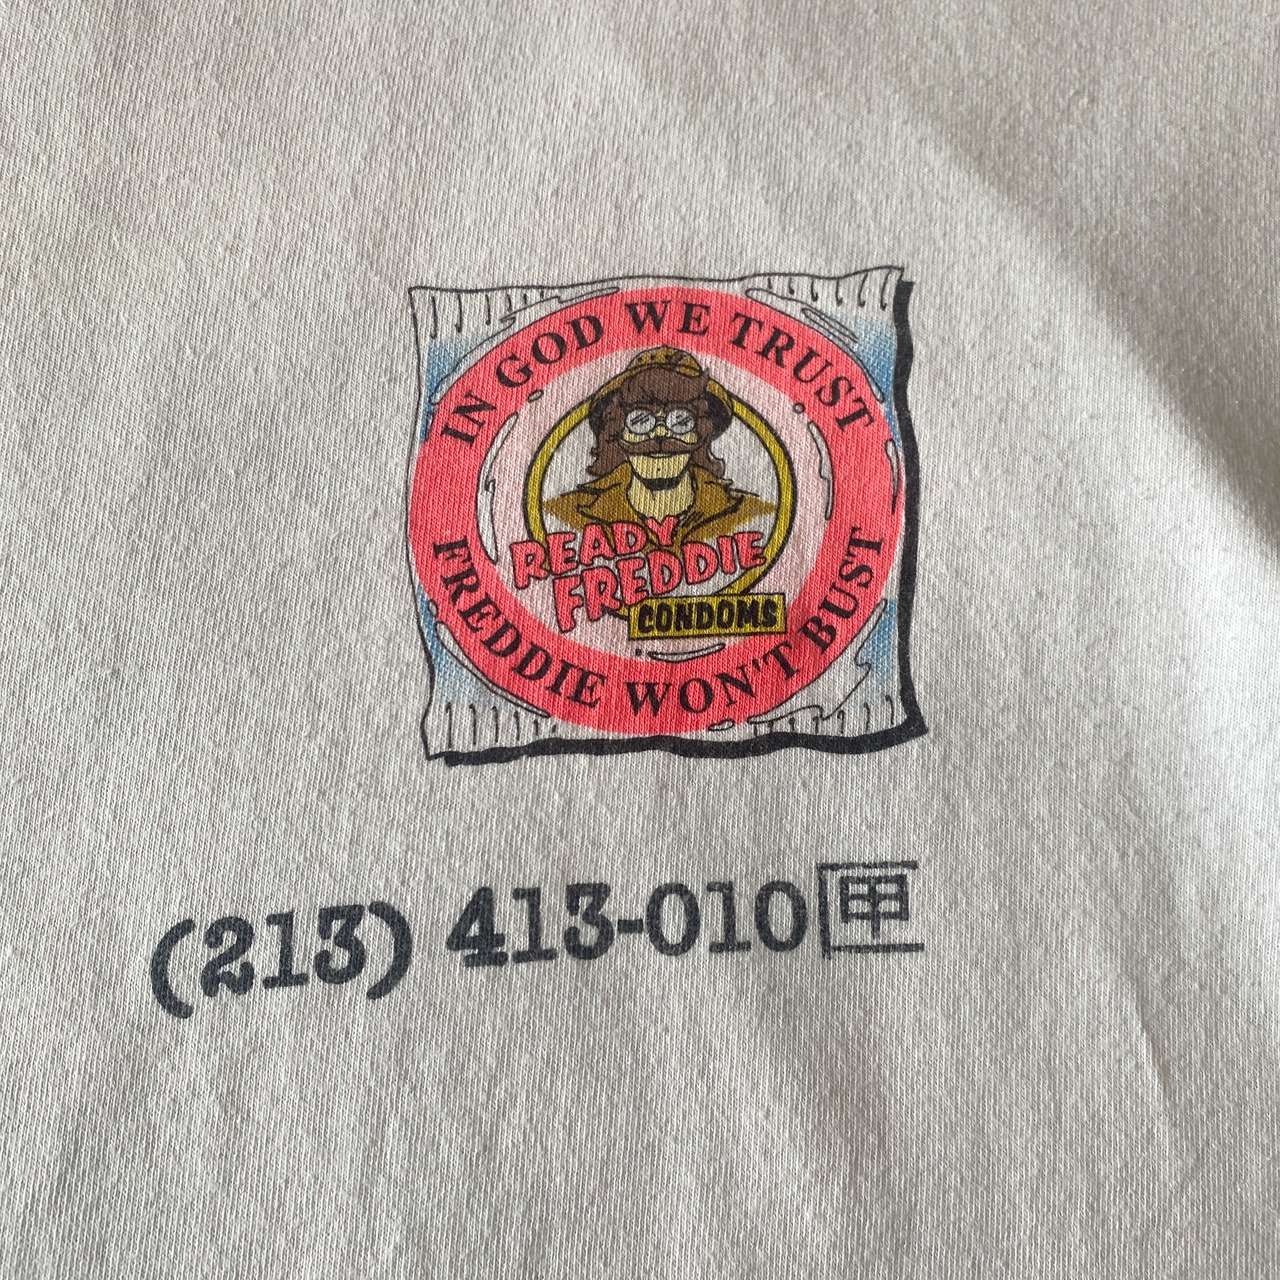 IN GOD WE TRUST
READY
FREDDIE
CONDOMS
FREDDIE WON'T BUST
(213) 413-010匣